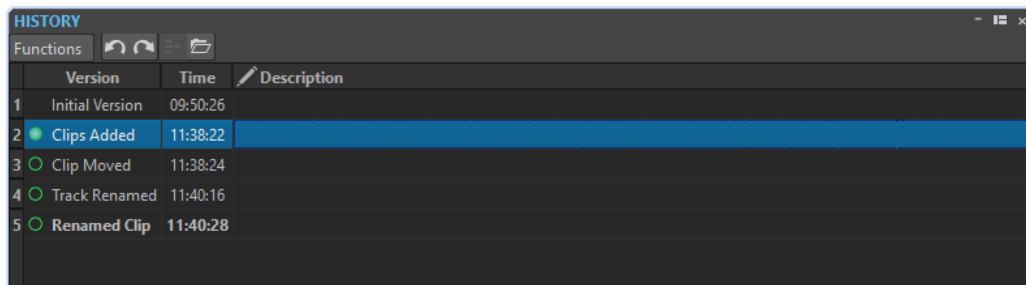 HISTORY
Functions
Version Time Description
1 Initial Version 09:50:26
2 Clips Added 11:38:22
3 Clip Moved 11:38:24
4 Track Renamed 11:40:16
5 Renamed Clip 11:40:28